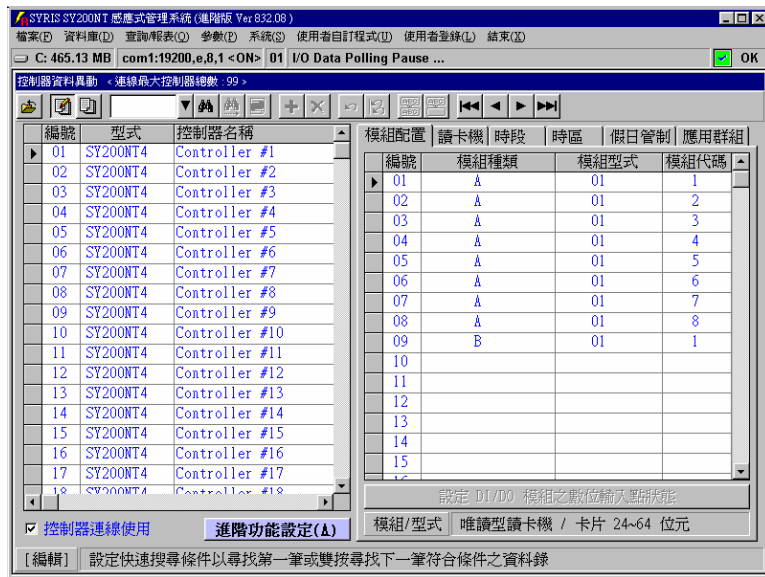 SYRIS SY200NT 感應式管理系統 (進階版 Ver 832.08 )
檔案(F) 資料庫(D) 查詢/報表(Q) 參數(P) 系統(S) 使用者自訂程式(U) 使用者登錄(L) 結束(X)
C: 465.13 MB com1:19200,e,8,1 <ON> 01 I/O Data Polling Pause ... OK
控制器資料異動 < 連線最大控制器總數 : 99 >
編號 型式 控制器名稱
01 SY200NT4 Controller #1
02 SY200NT4 Controller #2
03 SY200NT4 Controller #3
04 SY200NT4 Controller #4
05 SY200NT4 Controller #5
06 SY200NT4 Controller #6
07 SY200NT4 Controller #7
08 SY200NT4 Controller #8
09 SY200NT4 Controller #9
10 SY200NT4 Controller #10
11 SY200NT4 Controller #11
12 SY200NT4 Controller #12
13 SY200NT4 Controller #13
14 SY200NT4 Controller #14
15 SY200NT4 Controller #15
16 SY200NT4 Controller #16
17 SY200NT4 Controller #17
18 SY200NT4 Controller #18
控制器連線使用 進階功能設定(A)
模組配置 讀卡機 時段 時區 假日管制 應用群組
編號 模組種類 模組型式 模組代碼
01 A 01 1
02 A 01 2
03 A 01 3
04 A 01 4
05 A 01 5
06 A 01 6
07 A 01 7
08 A 01 8
09 B 01 1
10
11
12
13
14
15
16
設定 DI/DO 模組之數位輸入點狀態
模組/型式 唯讀型讀卡機 / 卡片 24~64 位元
[編輯] 設定快速搜尋條件以尋找第一筆或雙按尋找下一筆符合條件之資料錄